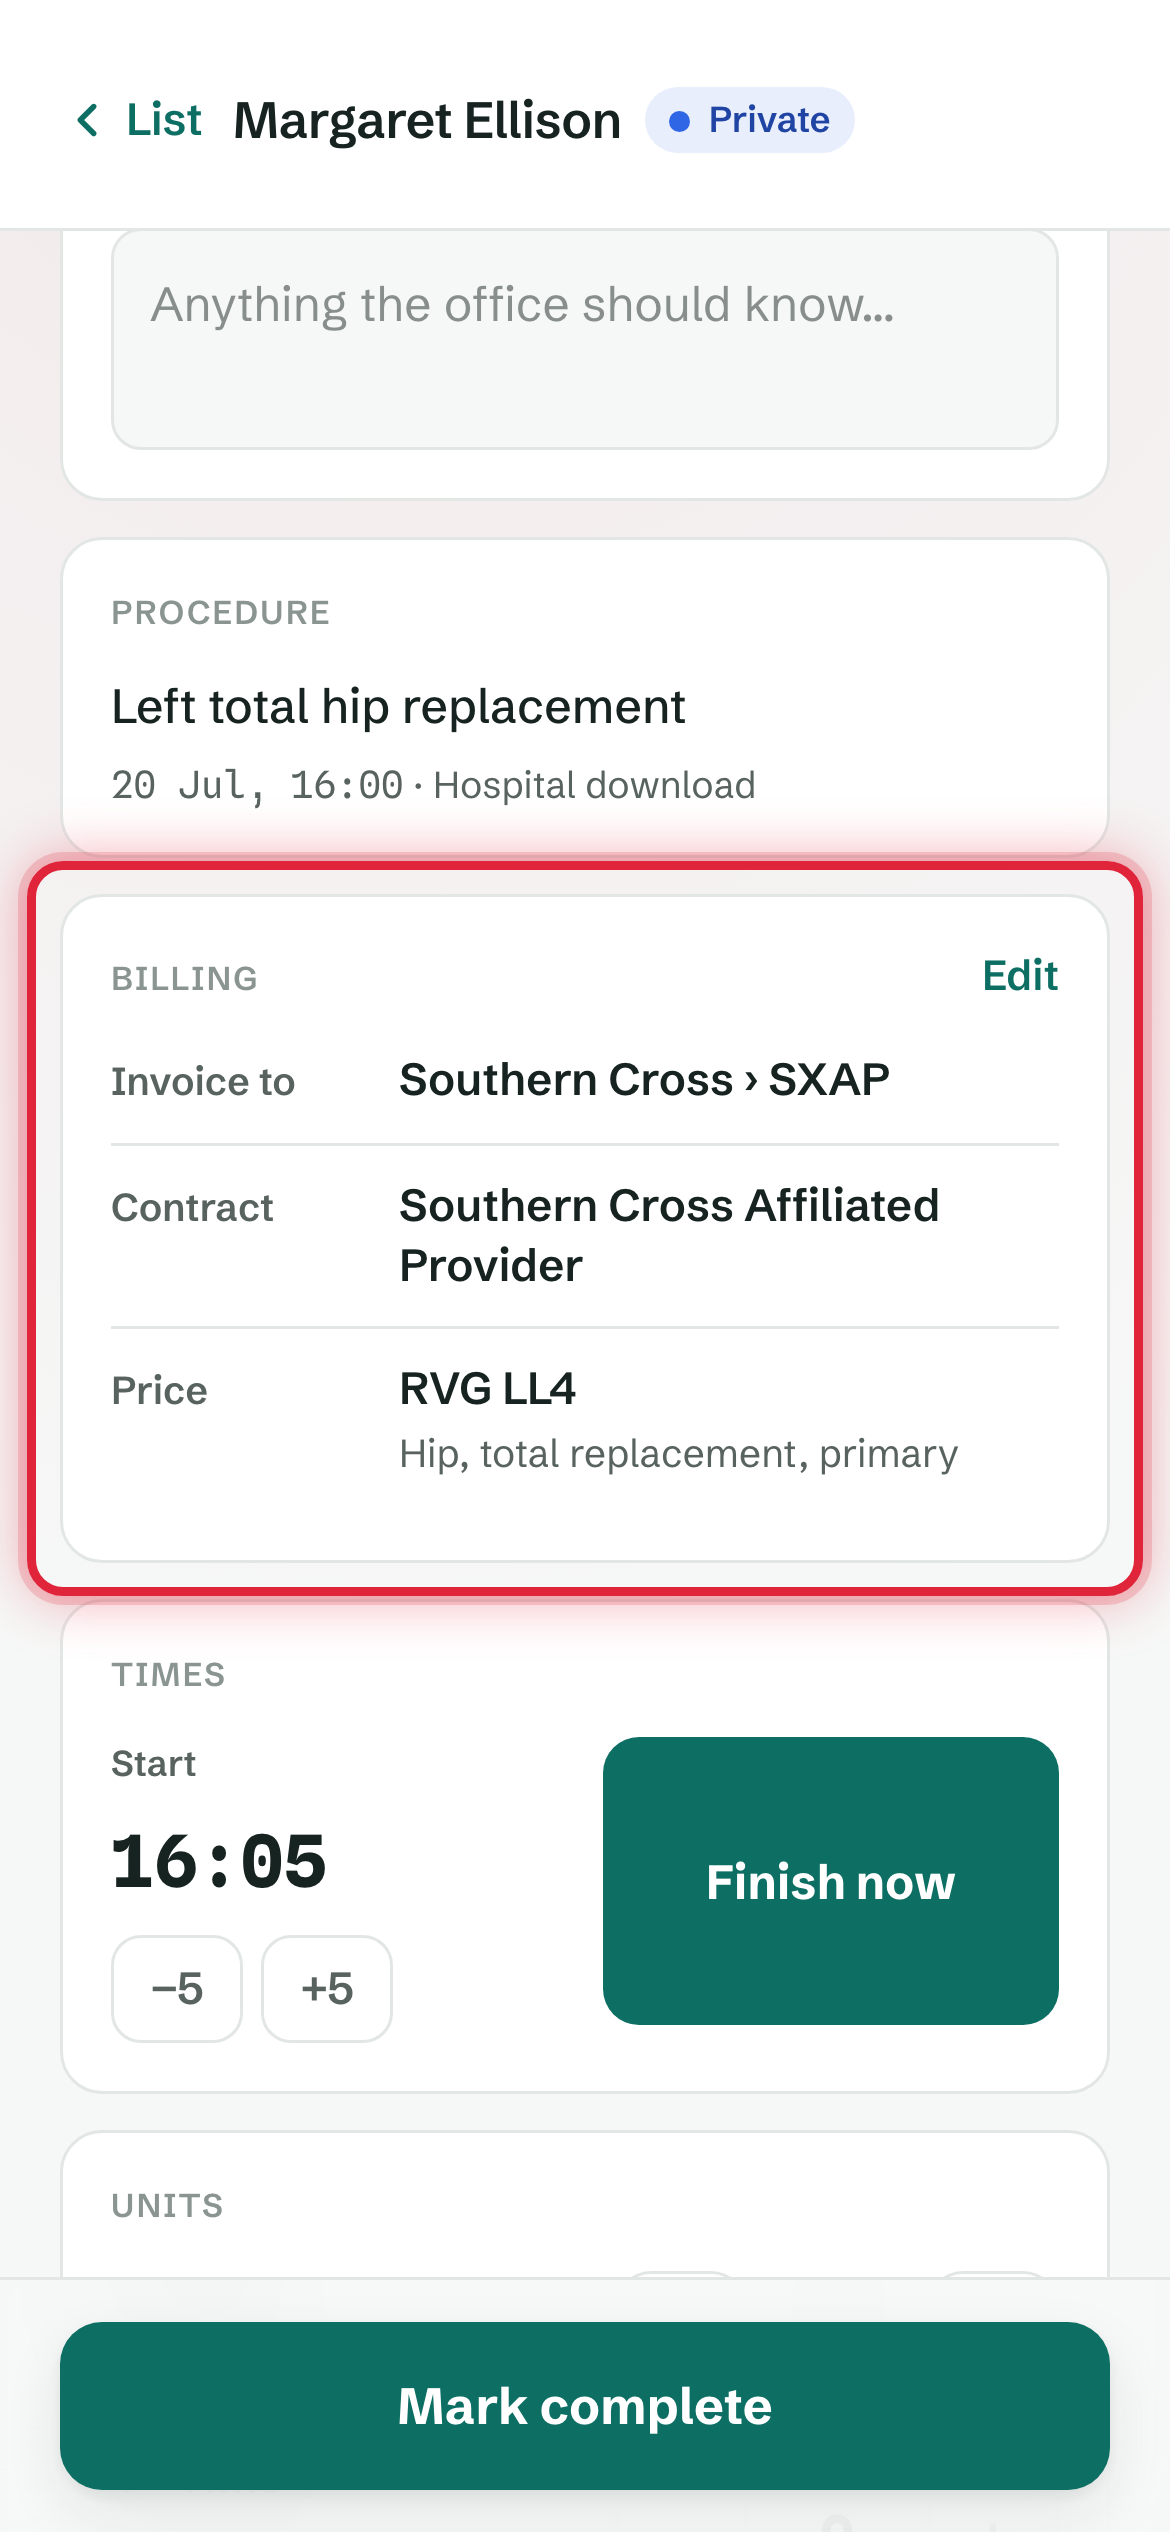 List Margaret Ellison Private
Anything the office should know...
PROCEDURE
Left total hip replacement
20 Jul, 16:00 · Hospital download
BILLING Edit
Invoice to Southern Cross › SXAP
Contract Southern Cross Affiliated
Provider
Price RVG LL4
Hip, total replacement, primary
TIMES
Start
16:05
Finish now
−5 +5
UNITS
Mark complete